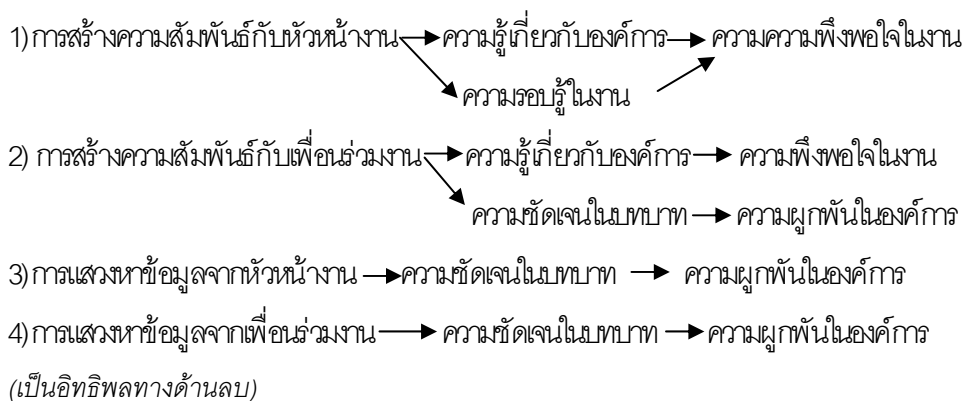 1) การสร้างความสัมพันธ์กับหัวหน้างาน ความรู้เกี่ยวกับองค์การ ความความพึงพอใจในงาน
ความรอบรู้ในงาน
2) การสร้างความสัมพันธ์กับเพื่อนร่วมงาน ความรู้เกี่ยวกับองค์การ ความพึงพอใจในงาน
ความชัดเจนในบทบาท ความผูกพันในองค์การ
3) การแสวงหาข้อมูลจากหัวหน้างาน ความชัดเจนในบทบาท ความผูกพันในองค์การ
4) การแสวงหาข้อมูลจากเพื่อนร่วมงาน ความชัดเจนในบทบาท ความผูกพันในองค์การ
(เป็นอิทธิพลทางด้านลบ)